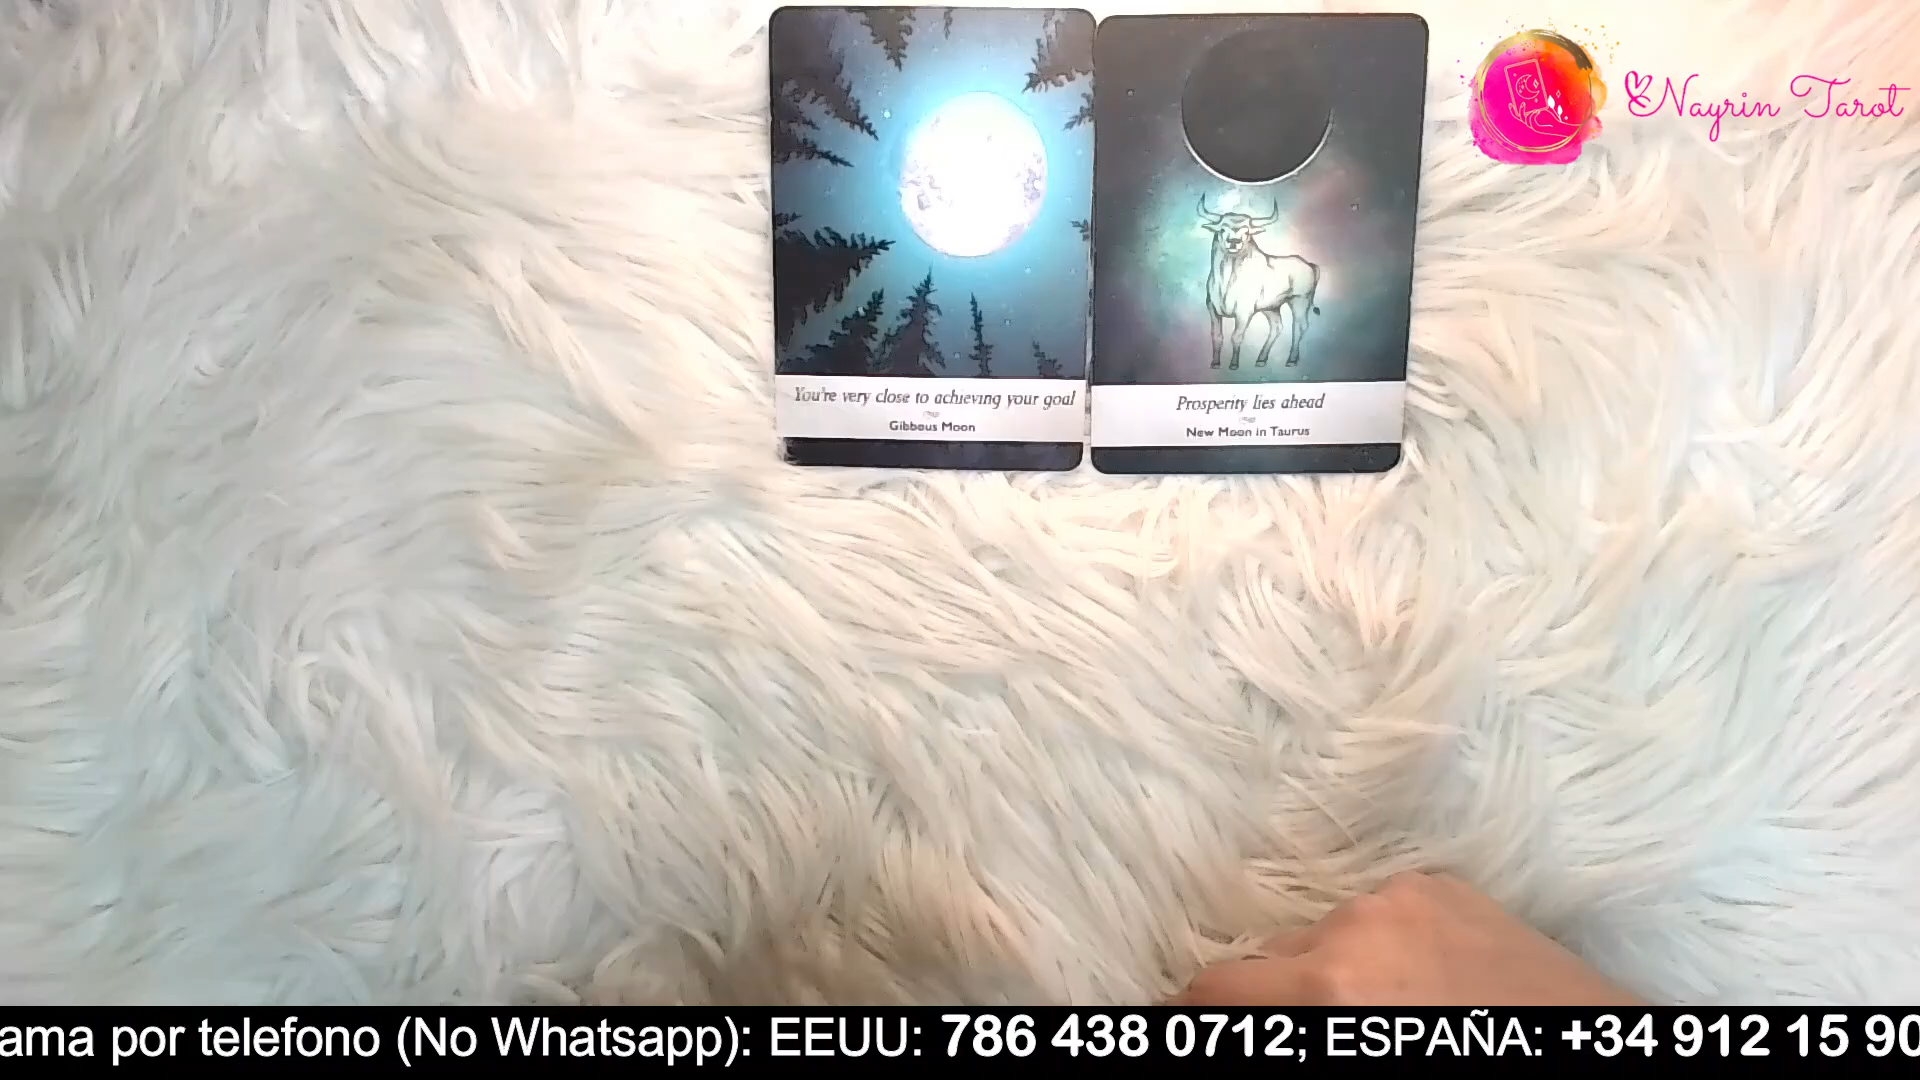 Nayrin Tarot
You're very close to achieving your goal
Gibbous Moon
Prosperity lies ahead
New Moon in Taurus
ama por telefono (No Whatsapp): EEUU: 786 438 0712; ESPAÑA: +34 912 15 90